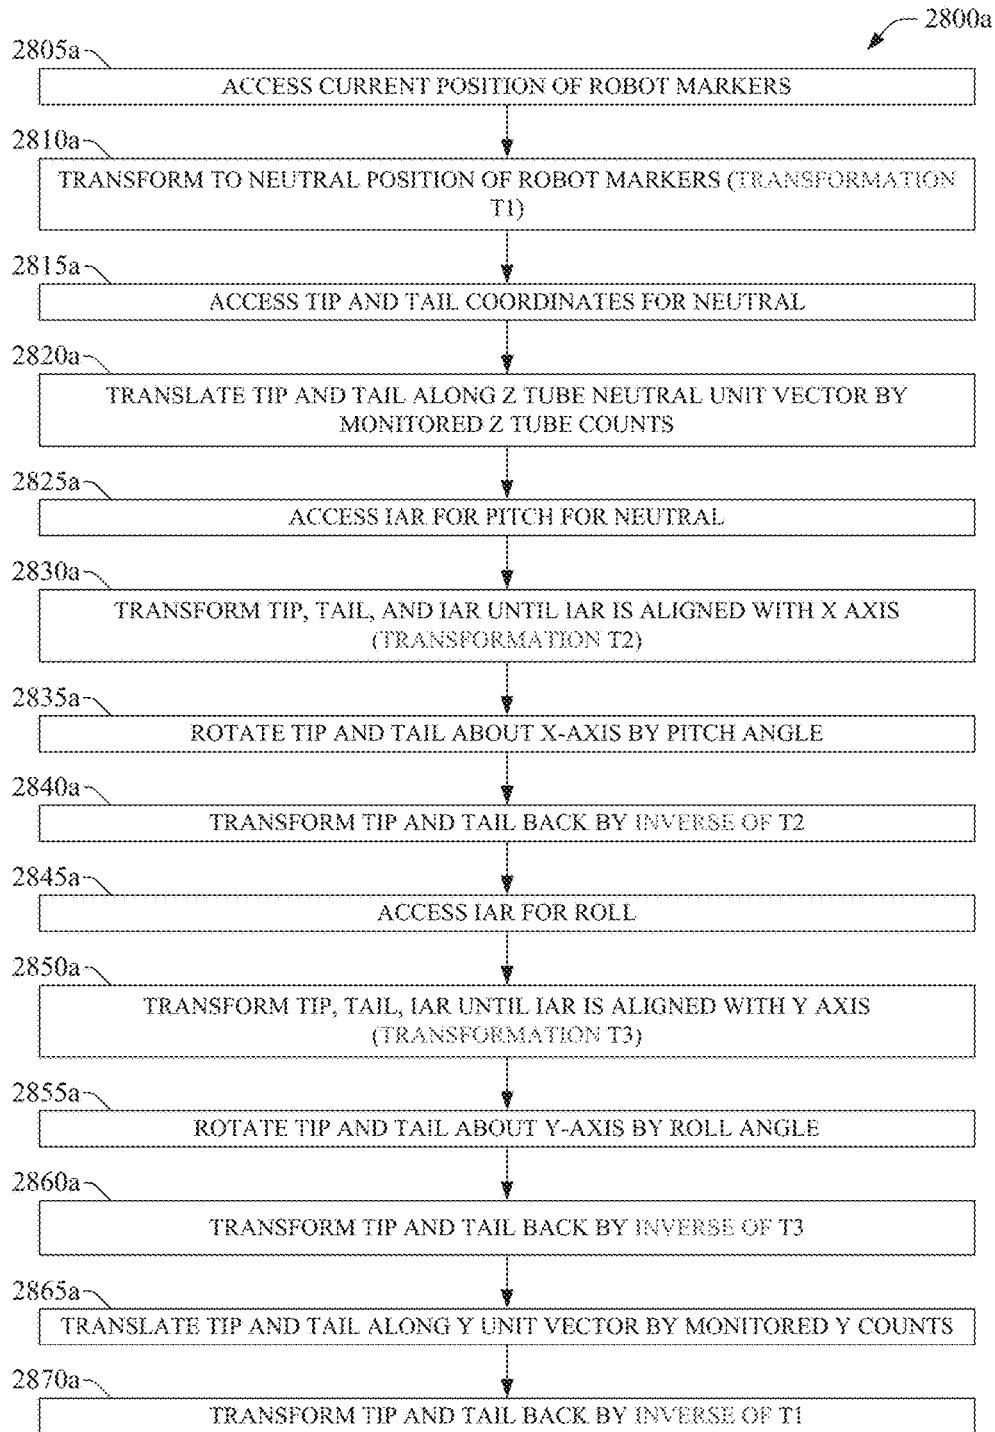 2800a
2805a
ACCESS CURRENT POSITION OF ROBOT MARKERS
2810a
TRANSFORM TO NEUTRAL POSITION OF ROBOT MARKERS (TRANSFORMATION
T1)
2815a
ACCESS TIP AND TAIL COORDINATES FOR NEUTRAL
2820a
TRANSLATE TIP AND TAIL ALONG Z TUBE NEUTRAL UNIT VECTOR BY
MONITORED Z TUBE COUNTS
2825a
ACCESS IAR FOR PITCH FOR NEUTRAL
2830a
TRANSFORM TIP, TAIL, AND IAR UNTIL IAR IS ALIGNED WITH X AXIS
(TRANSFORMATION T2)
2835a
ROTATE TIP AND TAIL ABOUT X-AXIS BY PITCH ANGLE
2840a
TRANSFORM TIP AND TAIL BACK BY INVERSE OF T2
2845a
ACCESS IAR FOR ROLL
2850a
TRANSFORM TIP, TAIL, IAR UNTIL IAR IS ALIGNED WITH Y AXIS
(TRANSFORMATION T3)
2855a
ROTATE TIP AND TAIL ABOUT Y-AXIS BY ROLL ANGLE
2860a
TRANSFORM TIP AND TAIL BACK BY INVERSE OF T3
2865a
TRANSLATE TIP AND TAIL ALONG Y UNIT VECTOR BY MONITORED Y COUNTS
2870a
TRANSFORM TIP AND TAIL BACK BY INVERSE OF T1